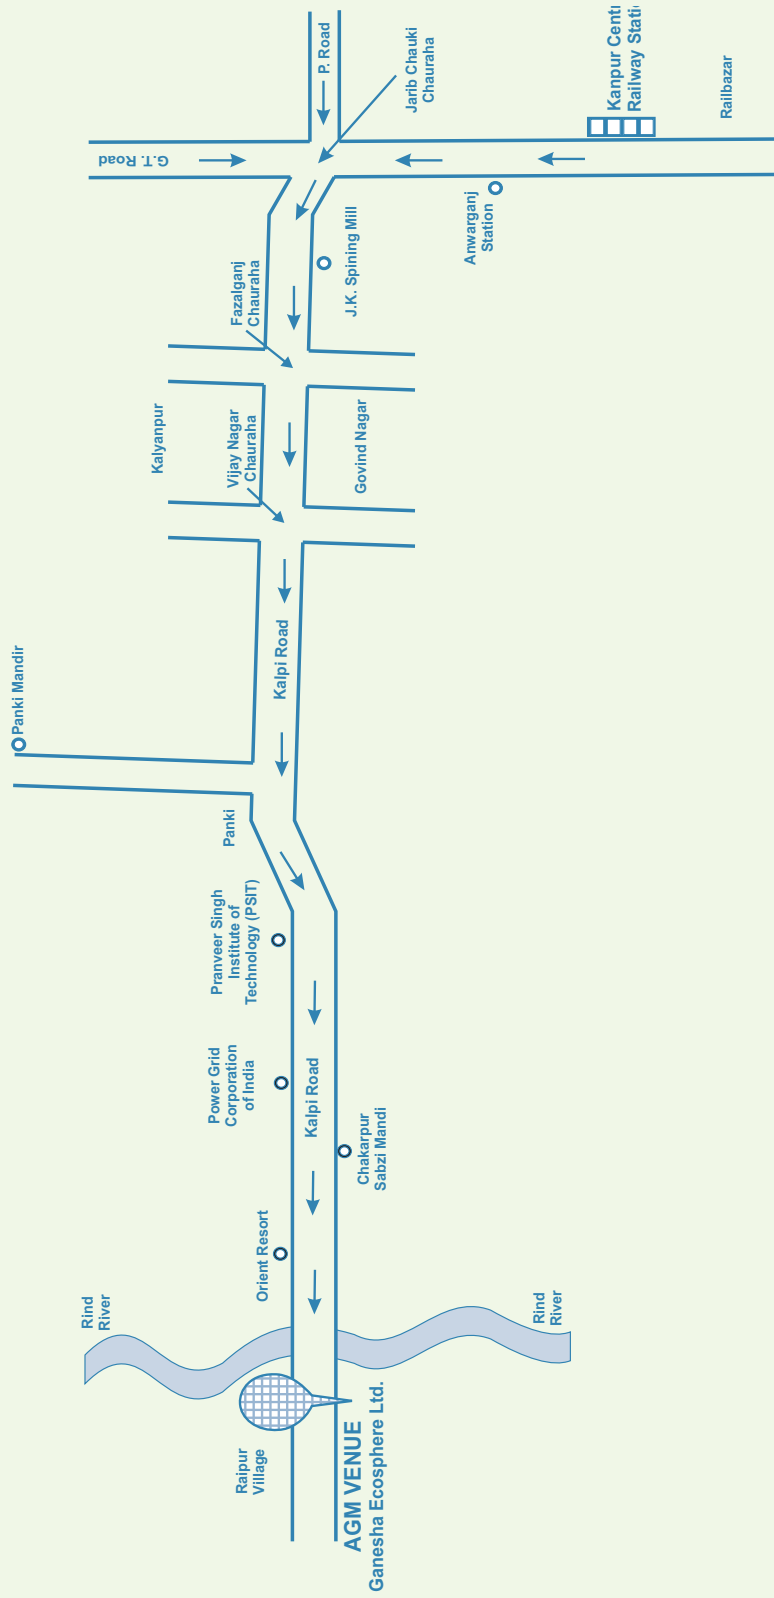 P. Road
Jarib Chauki
Chauraha
Railway Stati
Railbazar
G.T. Road
Anwarganj
Station
J.K. Spining Mill
Fazalganj
Chauraha
Kalyanpur
Vijay Nagar
Chauraha
Govind Nagar
Kalpi Road
Panki Mandir
Panki
Pranveer Singh
Institute of
Technology (PSIT)
Power Grid
Corporation
of India
Kalpi Road
Chakarpur
Sabzi Mandi
Orient Resort
Rind
River
Rind
River
Raipur
Village
AGM VENUE
Ganesha Ecosphere Ltd.
Kanpur Cent